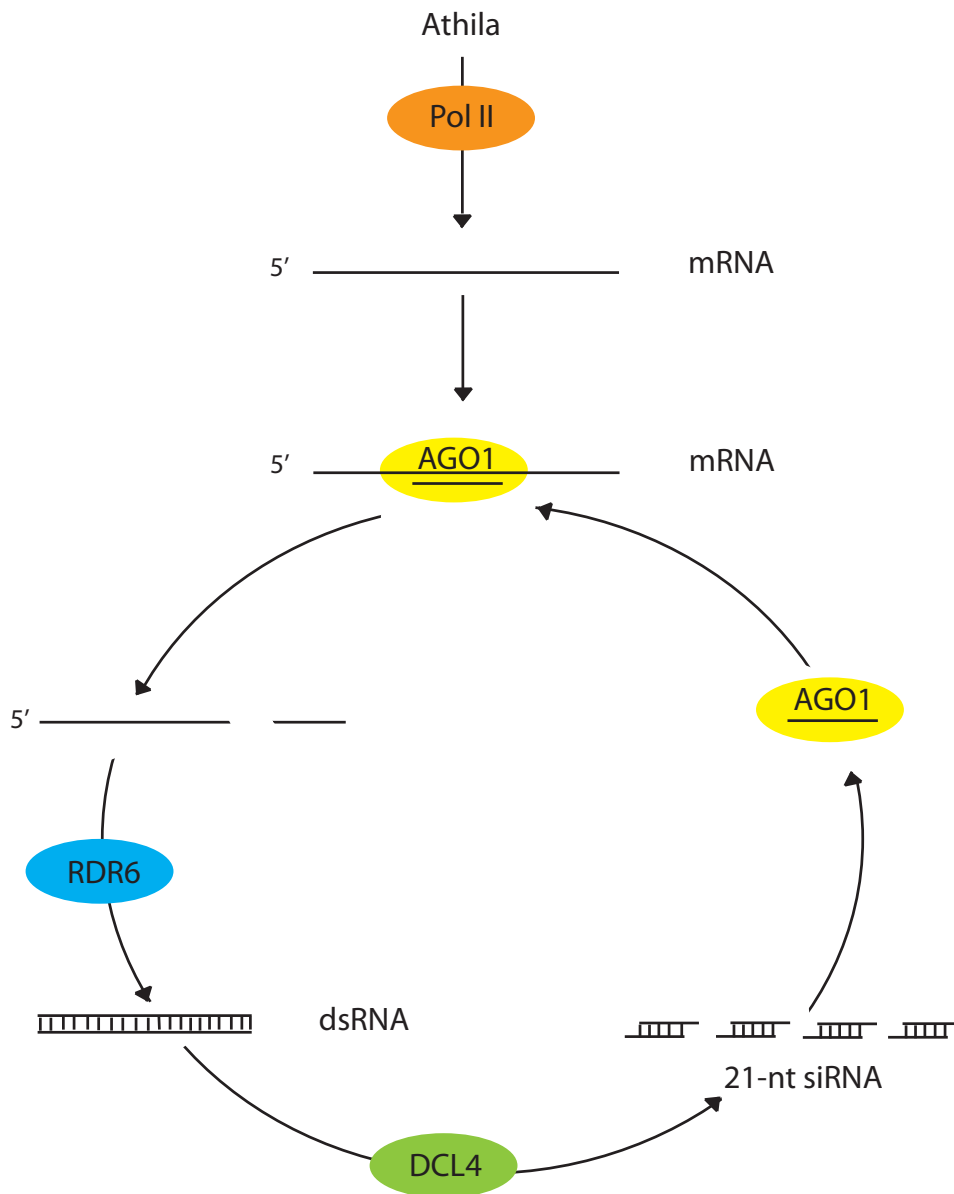 Athila
Pol II
5′ mRNA
5′ AGO1 mRNA
AGO1
5′
RDR6
dsRNA
21-nt siRNA
DCL4